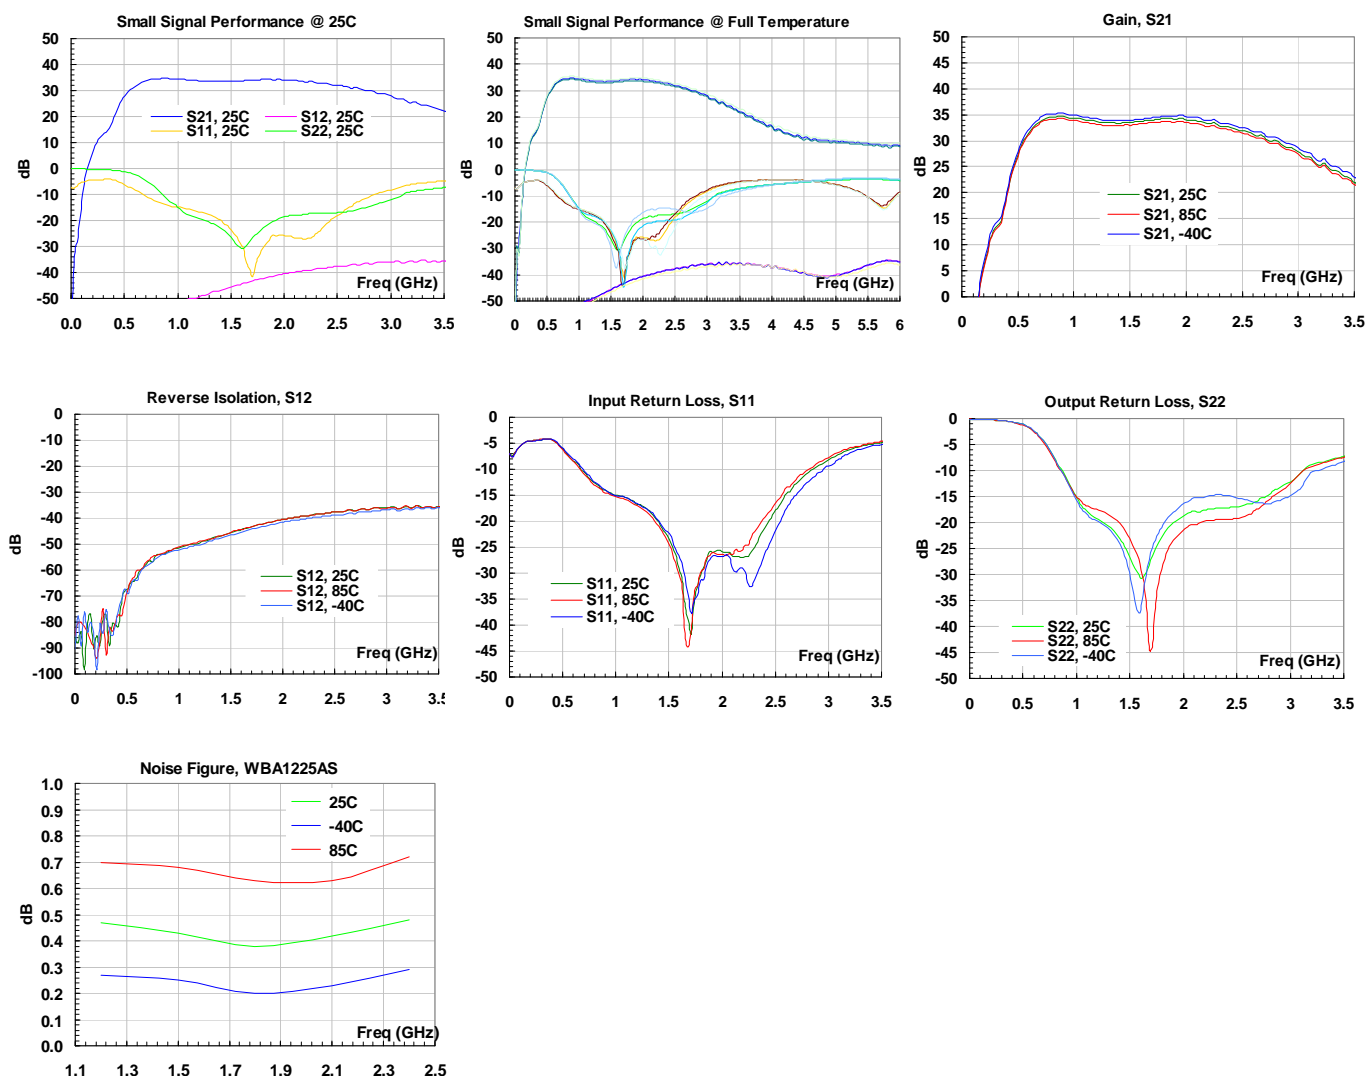 Small Signal Performance @ 25C
50
40
30
20
10
0
-10
-20
-30
-40
-50
dB
S21, 25C
S12, 25C
S11, 25C
S22, 25C
Freq (GHz)
0.0 0.5 1.0 1.5 2.0 2.5 3.0 3.5
Small Signal Performance @ Full Temperature
50
40
30
20
10
0
-10
-20
-30
-40
-50
dB
Freq (GHz)
0 0.5 1 1.5 2 2.5 3 3.5 4 4.5 5 5.5 6
Gain, S21
50
45
40
35
30
25
20
15
10
5
0
dB
S21, 25C
S21, 85C
S21, -40C
Freq (GHz)
0 0.5 1 1.5 2 2.5 3 3.5
Reverse Isolation, S12
0
-10
-20
-30
-40
-50
-60
-70
-80
-90
-100
dB
S12, 25C
S12, 85C
S12, -40C
Freq (GHz)
0 0.5 1 1.5 2 2.5 3 3.5
Input Return Loss, S11
0
-5
-10
-15
-20
-25
-30
-35
-40
-45
-50
dB
S11, 25C
S11, 85C
S11, -40C
Freq (GHz)
0 0.5 1 1.5 2 2.5 3 3.5
Output Return Loss, S22
0
-5
-10
-15
-20
-25
-30
-35
-40
-45
-50
dB
S22, 25C
S22, 85C
S22, -40C
Freq (GHz)
0 0.5 1 1.5 2 2.5 3 3.5
Noise Figure, WBA1225AS
1.0
0.9
0.8
0.7
0.6
0.5
0.4
0.3
0.2
0.1
0.0
dB
25C
-40C
85C
Freq (GHz)
1.1 1.3 1.5 1.7 1.9 2.1 2.3 2.5